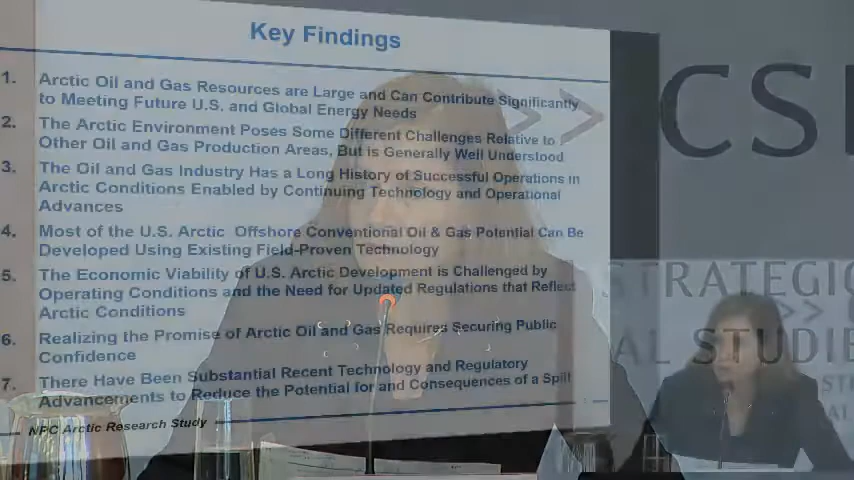 Key Findings
1. Arctic Oil and Gas Resources are Large and Can Contribute Significantly
to Meeting Future U.S. and Global Energy Needs
2. The Arctic Environment Poses Some Different Challenges Relative to
Other Oil and Gas Production Areas, But is Generally Well Understood
3. The Oil and Gas Industry Has a Long History of Successful Operations in
Arctic Conditions Enabled by Continuing Technology and Operational
Advances
4. Most of the U.S. Arctic Offshore Conventional Oil & Gas Potential Can Be
Developed Using Existing Field-Proven Technology
5. The Economic Viability of U.S. Arctic Development is Challenged by
Operating Conditions and the Need for Updated Regulations that Reflect
Arctic Conditions
6. Realizing the Promise of Arctic Oil and Gas Requires Securing Public
Confidence
7. There Have Been Substantial Recent Technology and Regulatory
Advancements to Reduce the Potential for and Consequences of a Spill
NPC Arctic Research Study
CSI
STRATEGIC
AL STUDIE